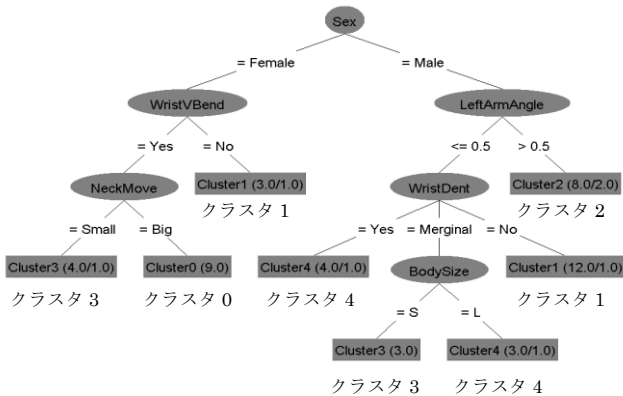 Sex
= Female = Male
WristVBend LeftArmAngle
= Yes = No <= 0.5 > 0.5
NeckMove Cluster1 (3.0/1.0) WristDent Cluster2 (8.0/2.0)
クラスタ 1 クラスタ 2
= Small = Big = Yes = Merginal = No
Cluster3 (4.0/1.0) Cluster0 (9.0) Cluster4 (4.0/1.0) BodySize Cluster1 (12.0/1.0)
クラスタ 3 クラスタ 0 クラスタ 4 クラスタ 1
= S = L
Cluster3 (3.0) Cluster4 (3.0/1.0)
クラスタ 3 クラスタ 4